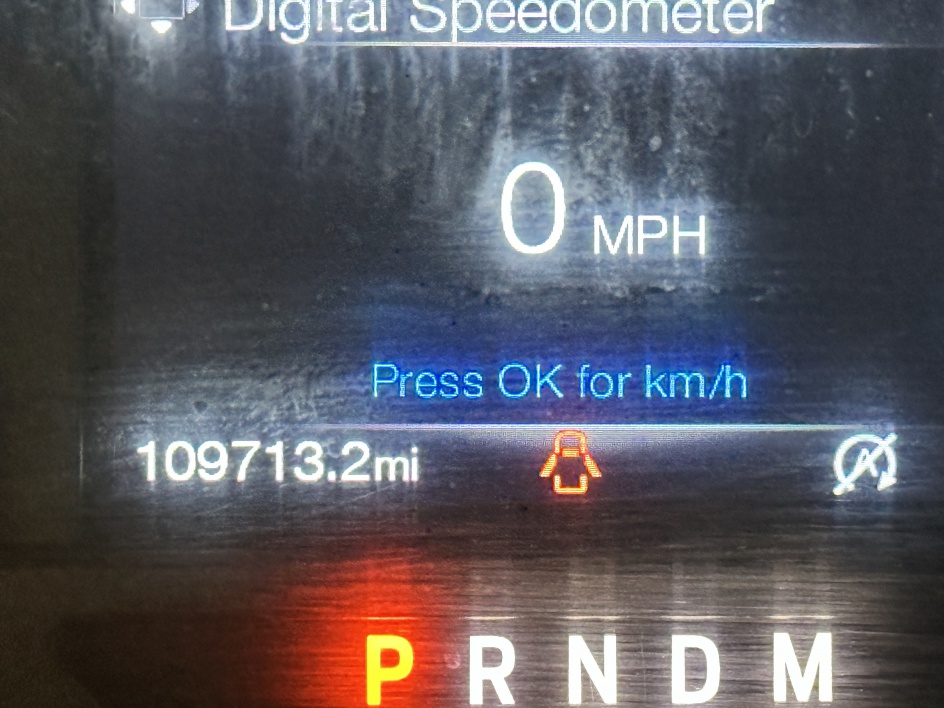 Digital Speedometer
0 MPH
Press OK for km/h
109713.2mi
A
P R N D M